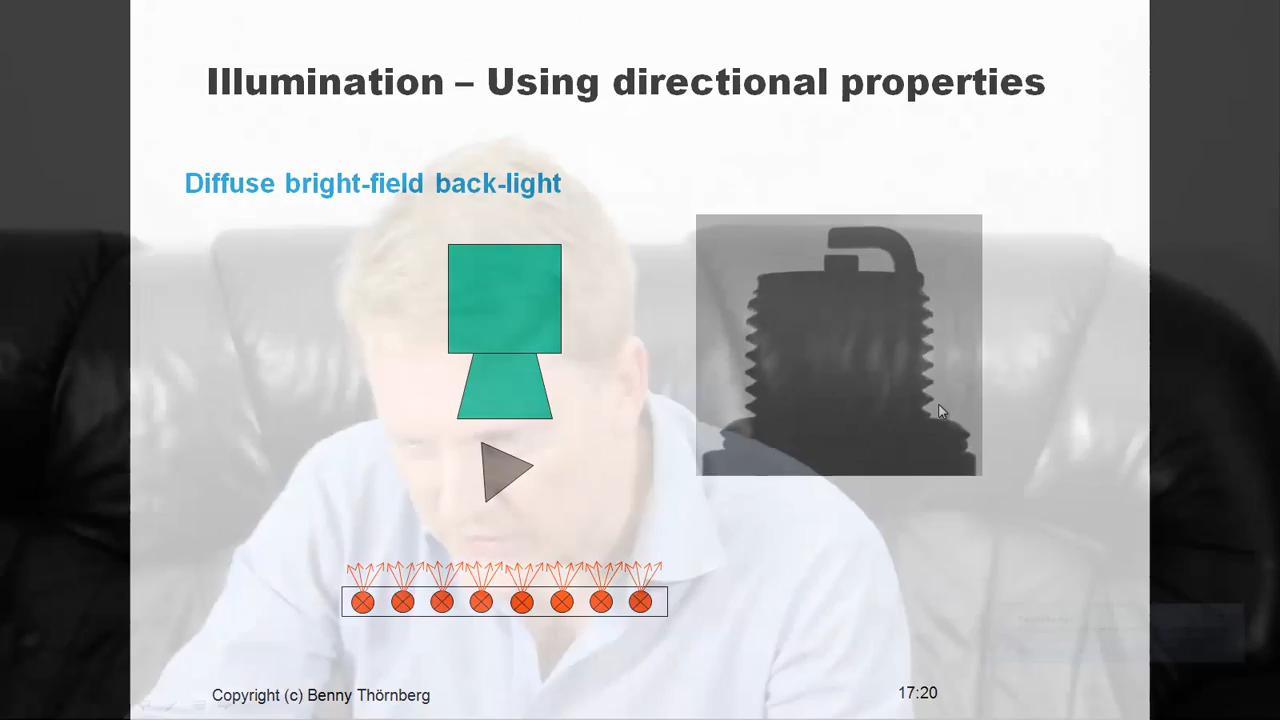 Illumination – Using directional properties
Diffuse bright-field back-light
Copyright (c) Benny Thörnberg
17:20